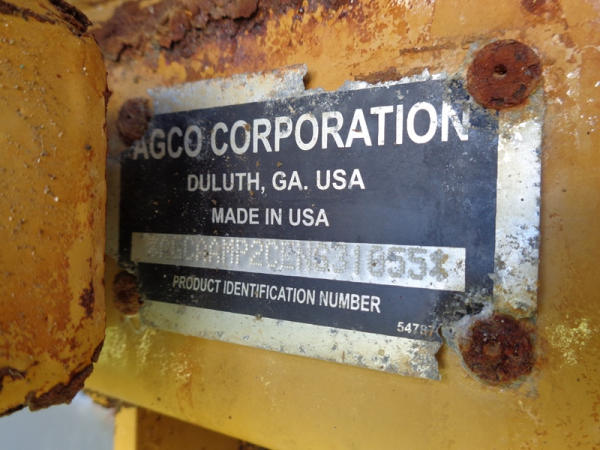 AGCO CORPORATION
DULUTH, GA. USA
MADE IN USA
PRODUCT IDENTIFICATION NUMBER